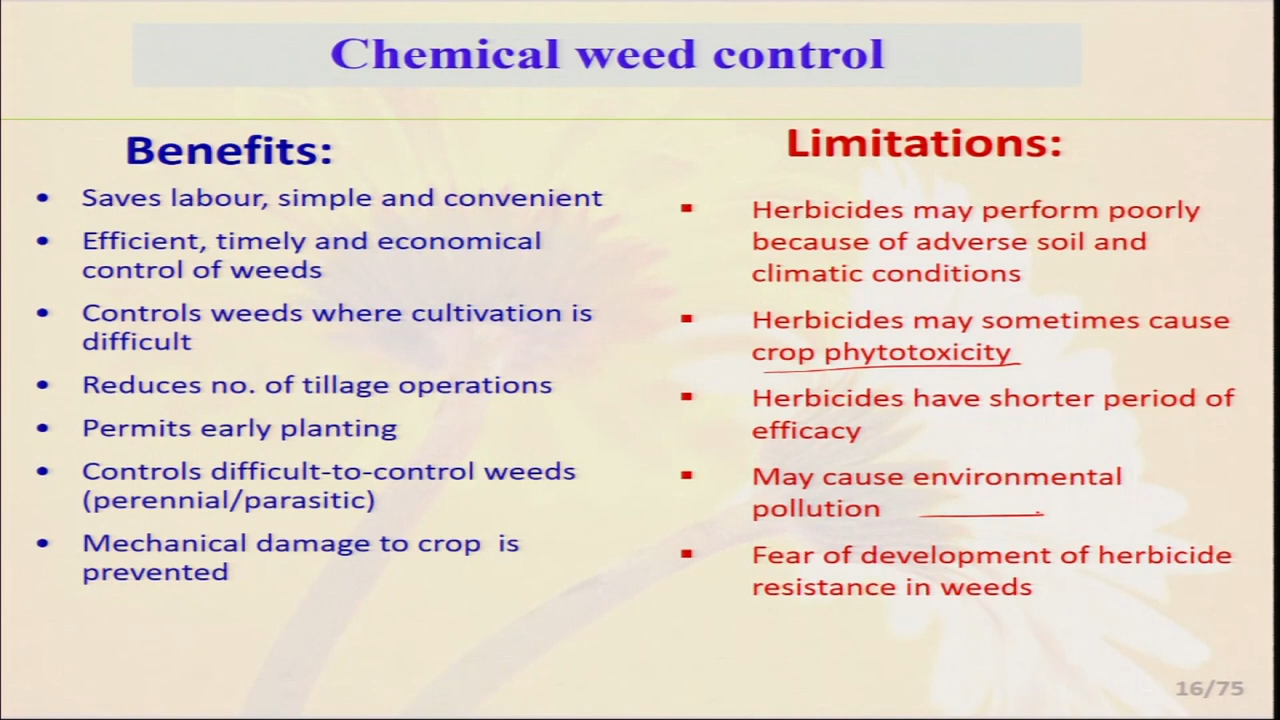 Chemical weed control
Benefits:
• Saves labour, simple and convenient
• Efficient, timely and economical
control of weeds
• Controls weeds where cultivation is
difficult
• Reduces no. of tillage operations
• Permits early planting
• Controls difficult-to-control weeds
(perennial/parasitic)
• Mechanical damage to crop is
prevented
Limitations:
▪ Herbicides may perform poorly
because of adverse soil and
climatic conditions
▪ Herbicides may sometimes cause
crop phytotoxicity
▪ Herbicides have shorter period of
efficacy
▪ May cause environmental
pollution
▪ Fear of development of herbicide
resistance in weeds
16/75